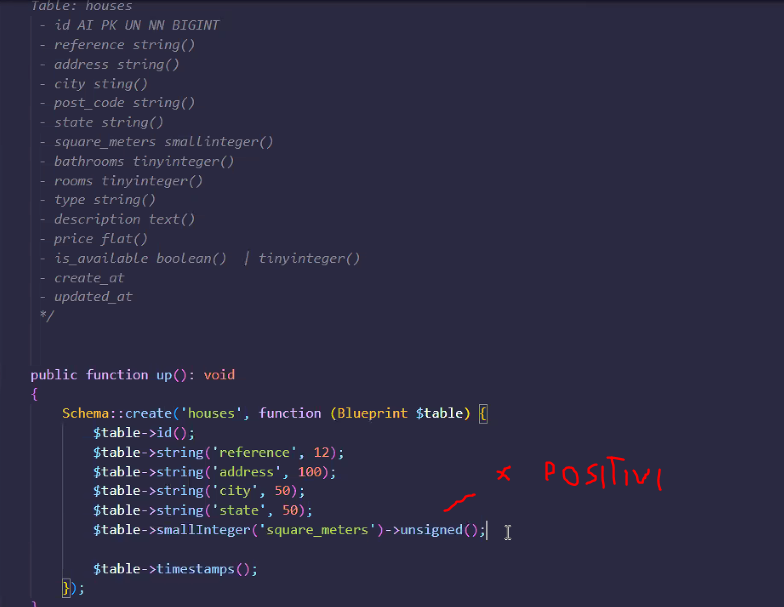 Table: houses
- id AI PK UN NN BIGINT
- reference string()
- address string()
- city sting()
- post_code string()
- state string()
- square_meters smallinteger()
- bathrooms tinyinteger()
- rooms tinyinteger()
- type string()
- description text()
- price flat()
- is_available boolean() | tinyinteger()
- create_at
- updated_at
*/
public function up(): void
{
Schema::create('houses', function (Blueprint $table) {
$table->id();
$table->string('reference', 12);
$table->string('address', 100);
$table->string('city', 50);
$table->string('state', 50);
* POSITIVI
$table->smallInteger('square_meters')->unsigned();
$table->timestamps();
});
}